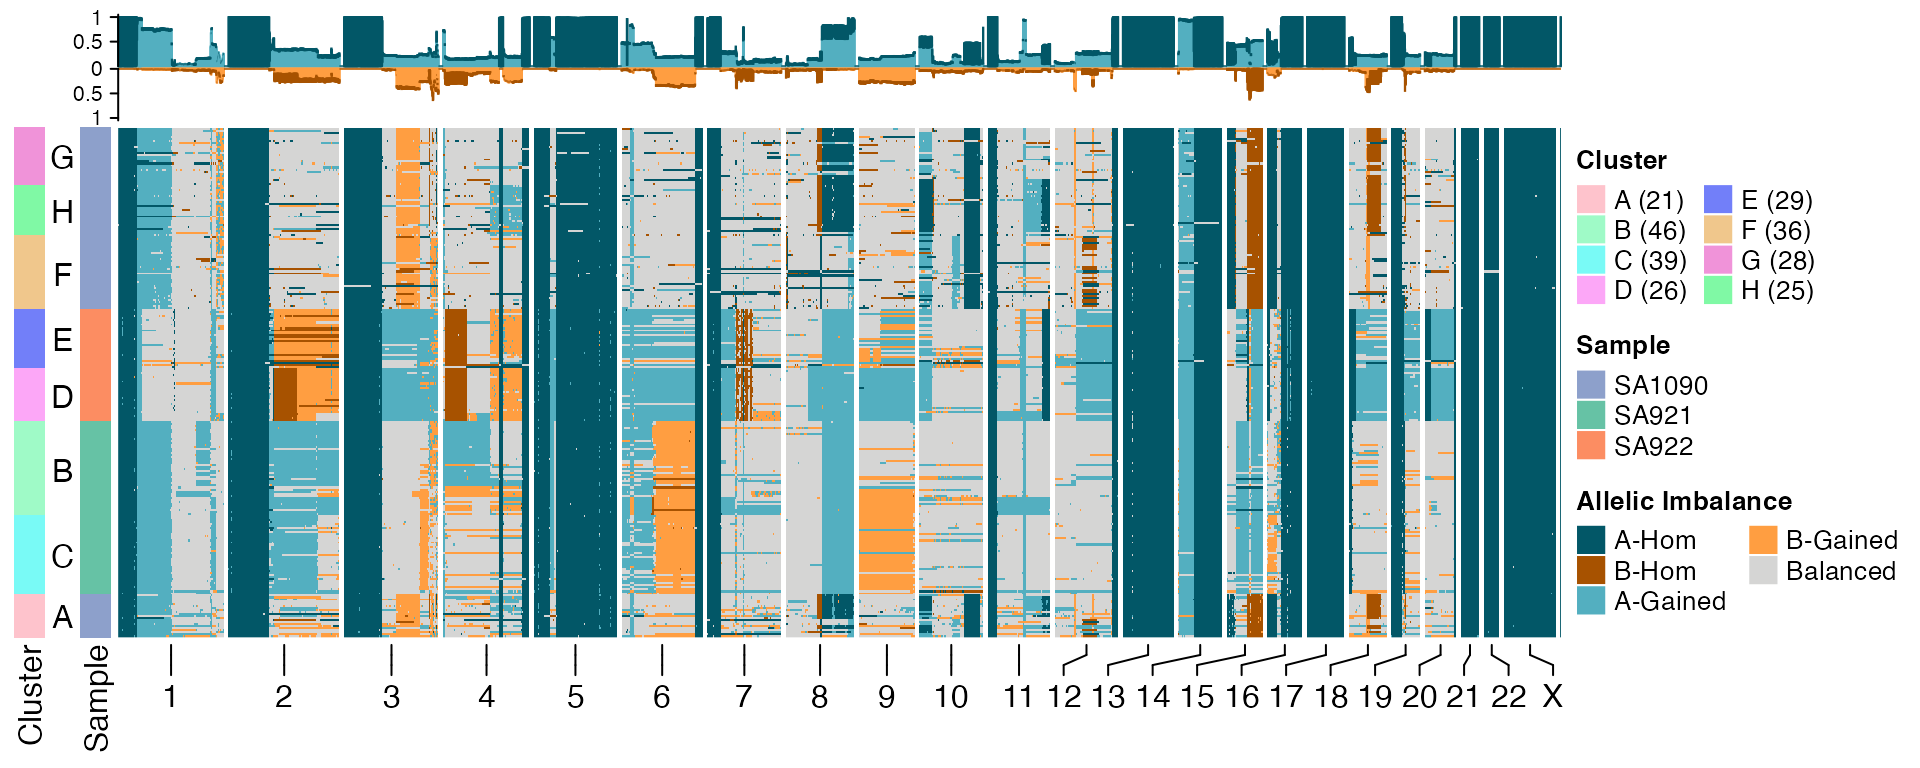 1
0.5
0
0.5
1
G
H
F
E
D
B
C
A
Cluster
Sample
1 2 3 4 5 6 7 8 9 10 11 12 13 14 15 16 17 18 19 20 21 22 X
Cluster
A (21) E (29)
B (46) F (36)
C (39) G (28)
D (26) H (25)
Sample
SA1090
SA921
SA922
Allelic Imbalance
A-Hom B-Gained
B-Hom Balanced
A-Gained